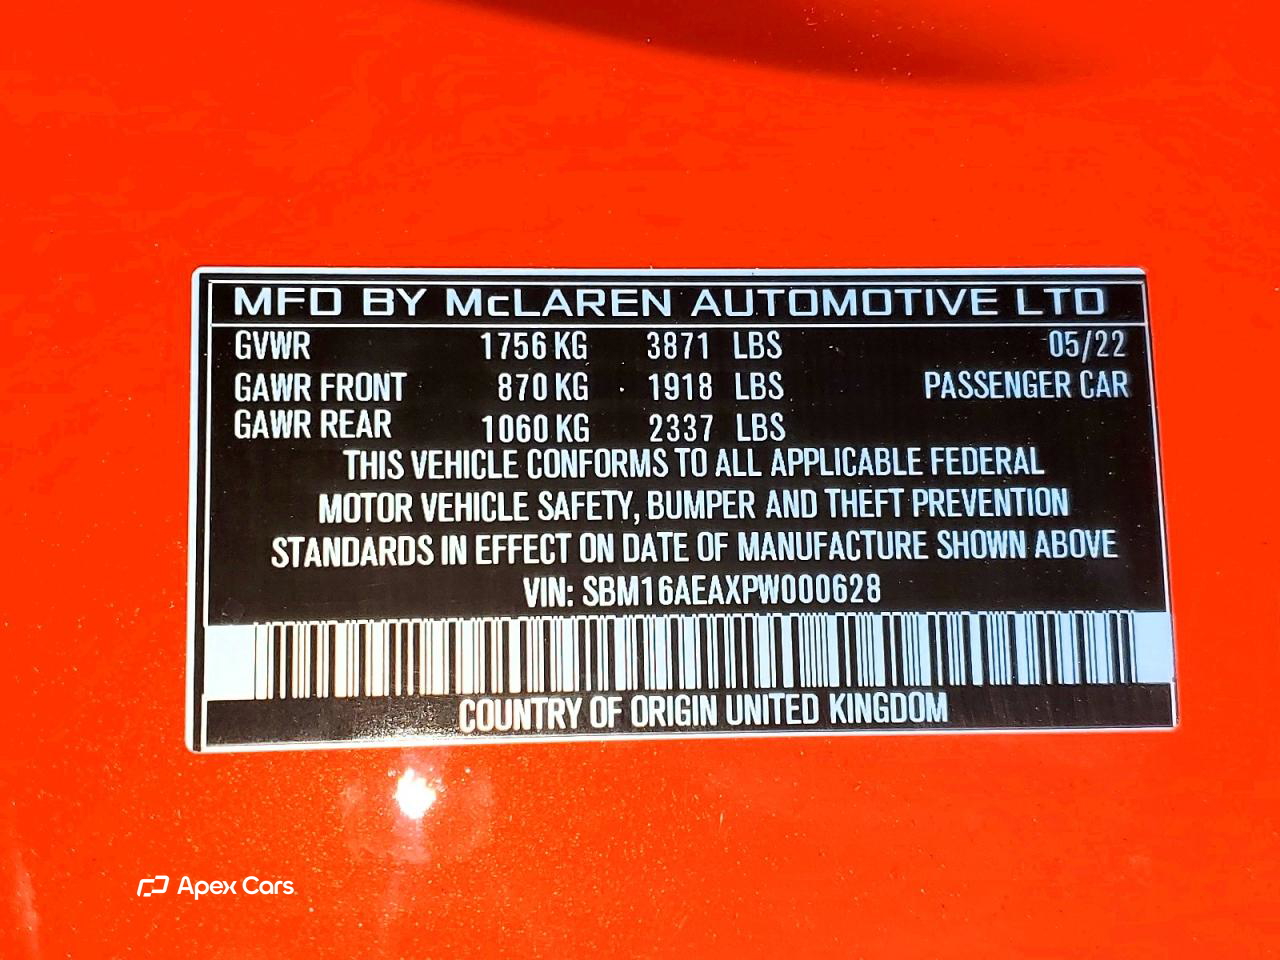 MFD BY McLAREN AUTOMOTIVE LTD
GVWR 1756 KG 3871 LBS 05/22
GAWR FRONT 870 KG 1918 LBS PASSENGER CAR
GAWR REAR 1060 KG 2337 LBS
THIS VEHICLE CONFORMS TO ALL APPLICABLE FEDERAL
MOTOR VEHICLE SAFETY, BUMPER AND THEFT PREVENTION
STANDARDS IN EFFECT ON DATE OF MANUFACTURE SHOWN ABOVE
VIN: SBM16AEAXPW000628
COUNTRY OF ORIGIN UNITED KINGDOM
Apex Cars